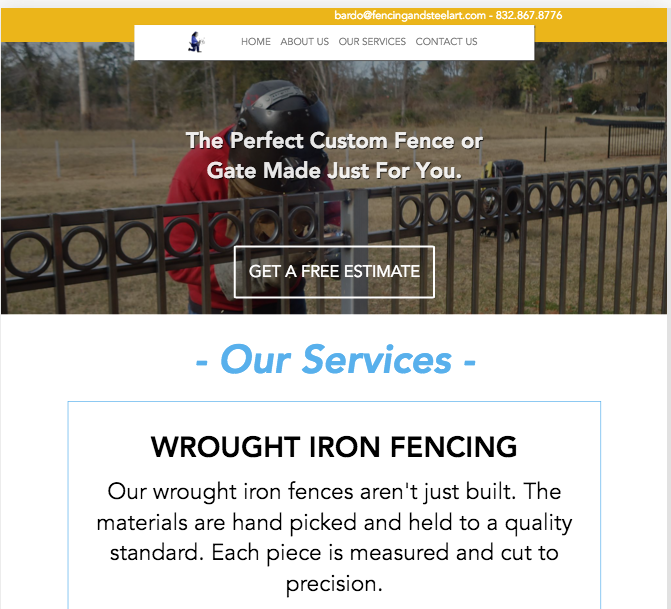 bardo@fencingandsteelart.com - 832.867.8776
HOME ABOUT US OUR SERVICES CONTACT US
The Perfect Custom Fence or
Gate Made Just For You.
GET A FREE ESTIMATE
- Our Services -
WROUGHT IRON FENCING
Our wrought iron fences aren't just built. The
materials are hand picked and held to a quality
standard. Each piece is measured and cut to
precision.